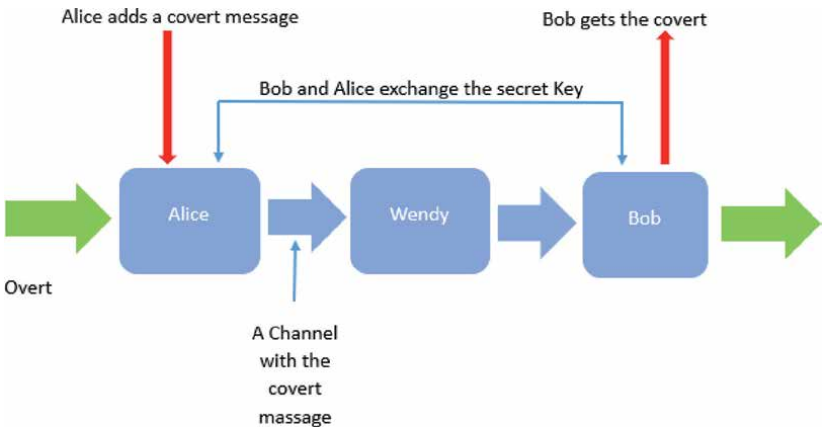 Alice adds a covert message
Bob gets the covert
Bob and Alice exchange the secret Key
Alice
Wendy
Bob
Overt
A Channel
with the
covert
massage